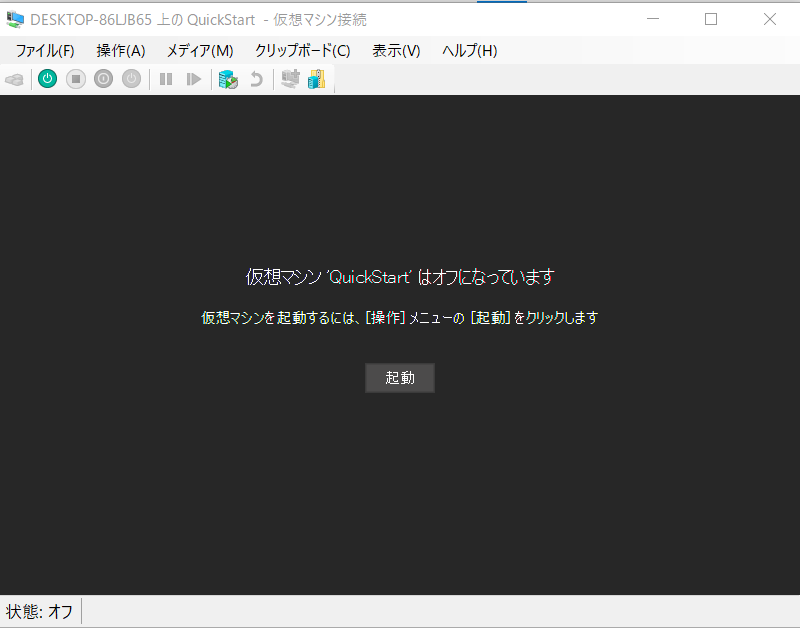 DESKTOP-86LJB65 上の QuickStart - 仮想マシン接続
ファイル(F) 操作(A) メディア(M) クリップボード(C) 表示(V) ヘルプ(H)
仮想マシン 'QuickStart' はオフになっています
仮想マシンを起動するには、[操作] メニューの [起動] をクリックします
起動
状態: オフ